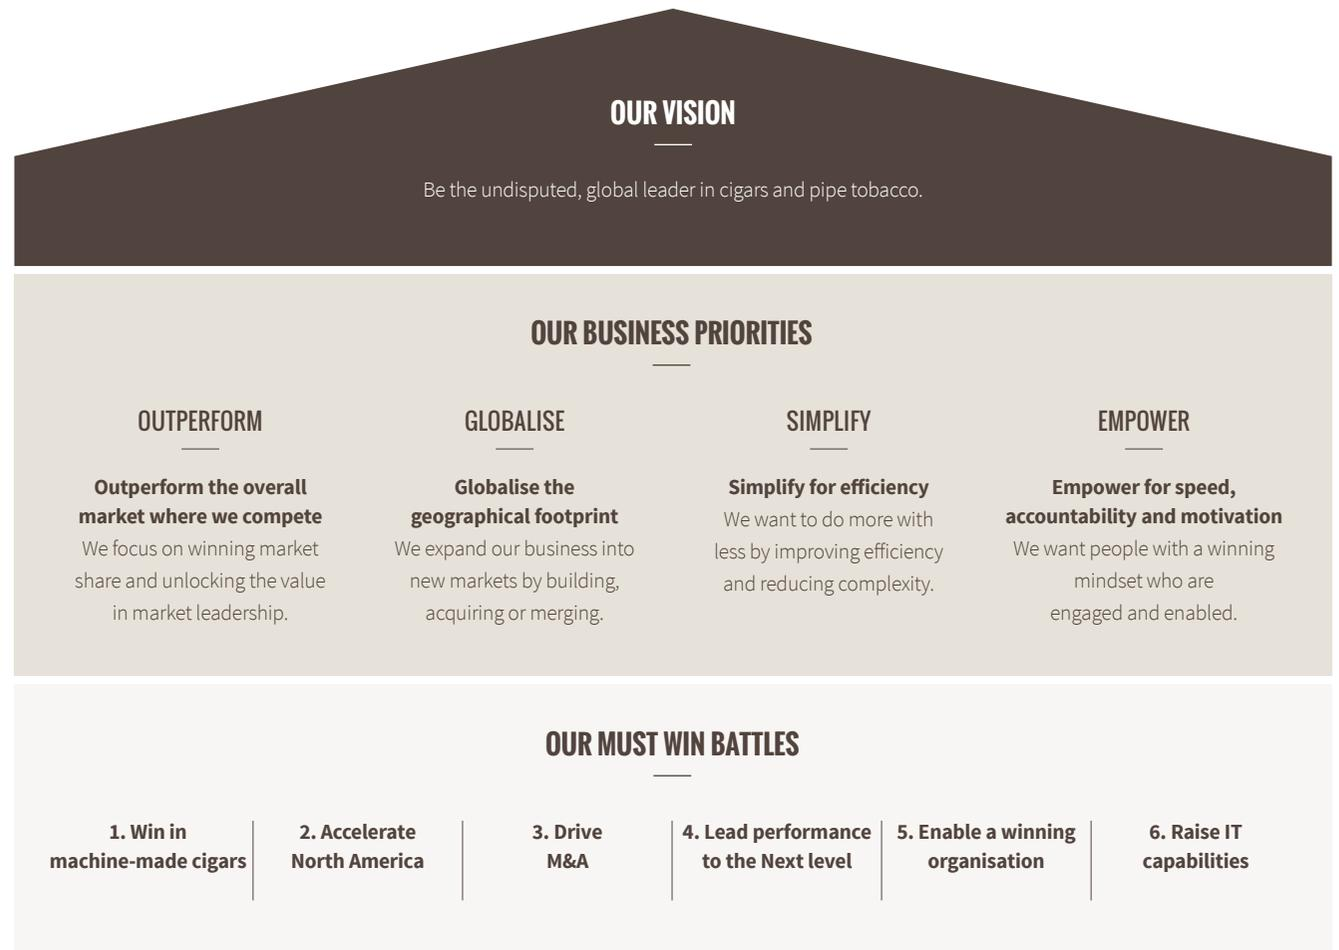 OUR VISION
Be the undisputed, global leader in cigars and pipe tobacco.
OUR BUSINESS PRIORITIES
OUTPERFORM
Outperform the overall
market where we compete
We focus on winning market
share and unlocking the value
in market leadership.
GLOBALISE
Globalise the
geographical footprint
We expand our business into
new markets by building,
acquiring or merging.
SIMPLIFY
Simplify for efficiency
We want to do more with
less by improving efficiency
and reducing complexity.
EMPOWER
Empower for speed,
accountability and motivation
We want people with a winning
mindset who are
engaged and enabled.
OUR MUST WIN BATTLES
1. Win in
machine-made cigars
2. Accelerate
North America
3. Drive
M&A
4. Lead performance
to the Next level
5. Enable a winning
organisation
6. Raise IT
capabilities